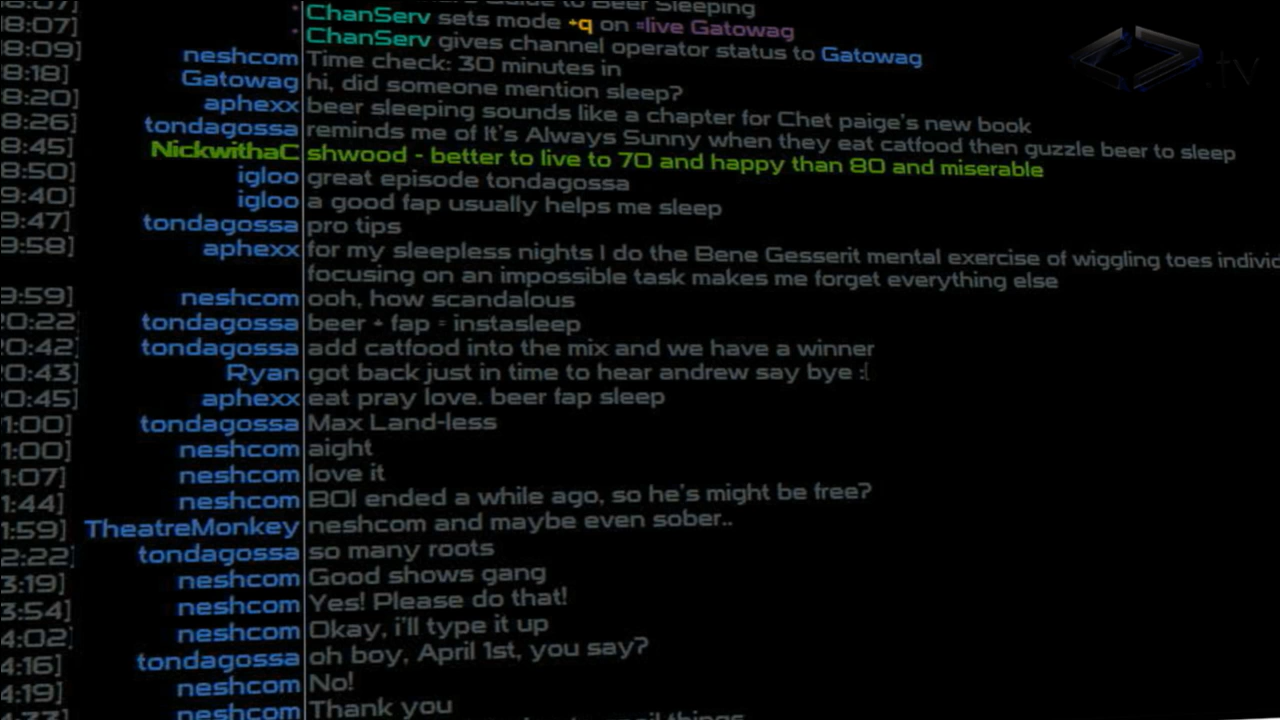 Guide to Beer Sleeping
8:07] ChanServ sets mode +q on =live Gatowag
8:09] ChanServ gives channel operator status to Gatowag
8:18] neshcom Time check: 30 minutes in
8:20] Gatowag hi, did someone mention sleep?
8:26] aphexx beer sleeping sounds like a chapter for Chet paige's new book
8:45] tondagossa reminds me of It's Always Sunny when they eat catfood then guzzle beer to sleep
8:50] NickwithaC shwood - better to live to 70 and happy than 80 and miserable
9:40] igloo great episode tondagossa
9:47] igloo a good fap usually helps me sleep
9:58] tondagossa pro tips
aphexx for my sleepless nights I do the Bene Gesserit mental exercise of wiggling toes individ
focusing on an impossible task makes me forget everything else
9:59] neshcom ooh, how scandalous
20:22] tondagossa beer + fap = instasleep
20:42] tondagossa add catfood into the mix and we have a winner
20:43] Ryan got back just in time to hear andrew say bye :[
0:45] aphexx eat pray love. beer fap sleep
1:00] tondagossa Max Land-less
1:00] neshcom aight
1:07] neshcom love it
1:44] neshcom BOI ended a while ago, so he's might be free?
1:59] TheatreMonkey neshcom and maybe even sober..
2:22] tondagossa so many roots
3:19] neshcom Good shows gang
3:54] neshcom Yes! Please do that!
4:02] neshcom Okay, i'll type it up
4:16] tondagossa oh boy, April 1st, you say?
4:19] neshcom No!
neshcom Thank you
things
.tv